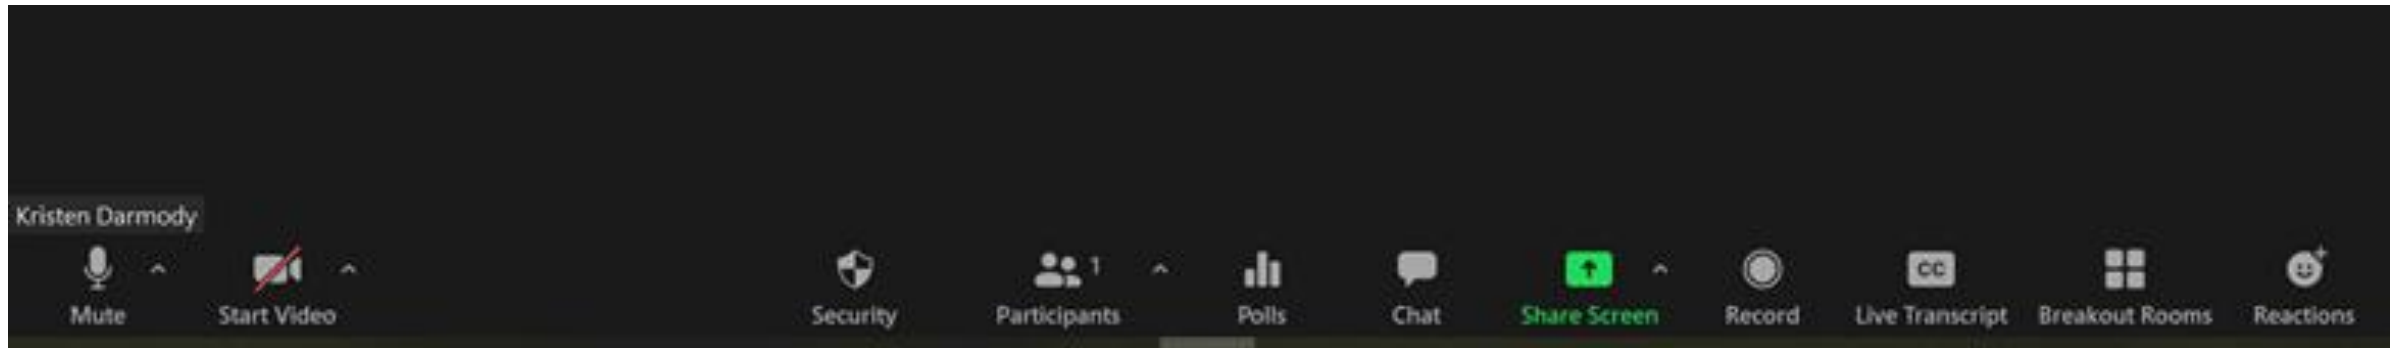 Kristen Darmody
1
CC
Mute Start Video Security Participants Polls Chat Share Screen Record Live Transcript Breakout Rooms Reactions